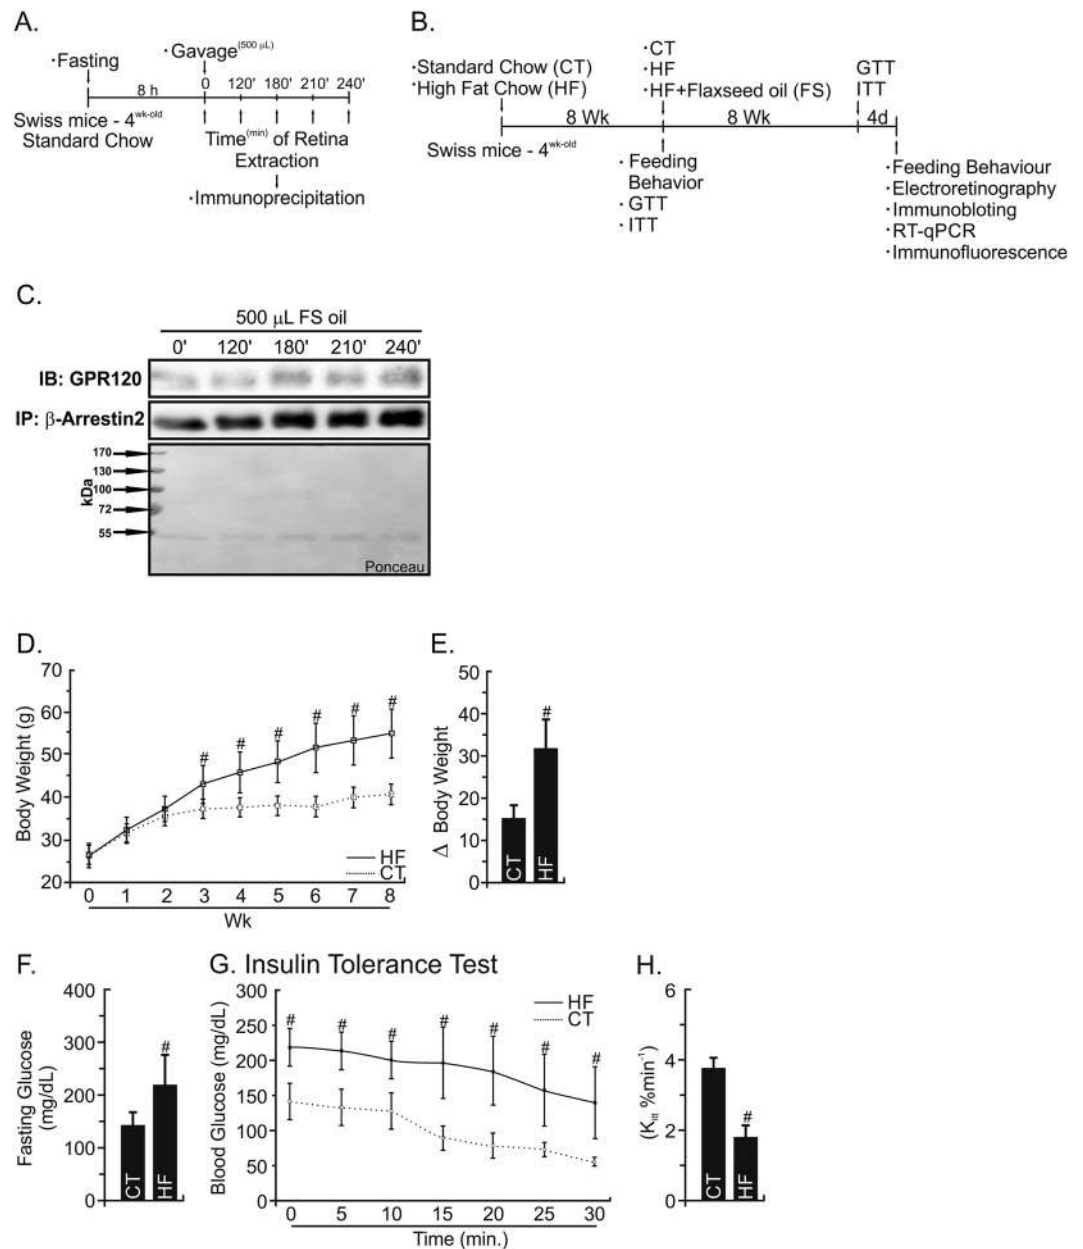 A.
·Fasting
·Gavage(500 µL)
0 120' 180' 210' 240'
8 h
Swiss mice - 4wk-old
Standard Chow
Time(min) of Retina
Extraction
·Immunoprecipitation
B.
·Standard Chow (CT)
·High Fat Chow (HF)
·CT
·HF
·HF+Flaxseed oil (FS)
GTT
ITT
8 Wk
8 Wk
4d
Swiss mice - 4wk-old
· Feeding
Behavior
· GTT
· ITT
·Feeding Behaviour
·Electroretinography
·Immunobloting
·RT-qPCR
·Immunofluorescence
C.
500 µL FS oil
0' 120' 180' 210' 240'
IB: GPR120
IP: β-Arrestin2
kDa
170
130
100
72
55
Ponceau
D.
Body Weight (g)
70
60
50
40
30
20
# # # # # #
HF
CT
0 1 2 3 4 5 6 7 8
Wk
E.
Δ Body Weight
50
40
30
20
10
0
#
CT HF
F.
Fasting Glucose
(mg/dL)
400
300
200
100
0
#
CT HF
G. Insulin Tolerance Test
Blood Glucose (mg/dL)
300
250
200
150
100
50
0
# # # # # # #
HF
CT
0 5 10 15 20 25 30
Time (min.)
H.
(Kitt %min-1)
6
4
2
0
#
CT HF